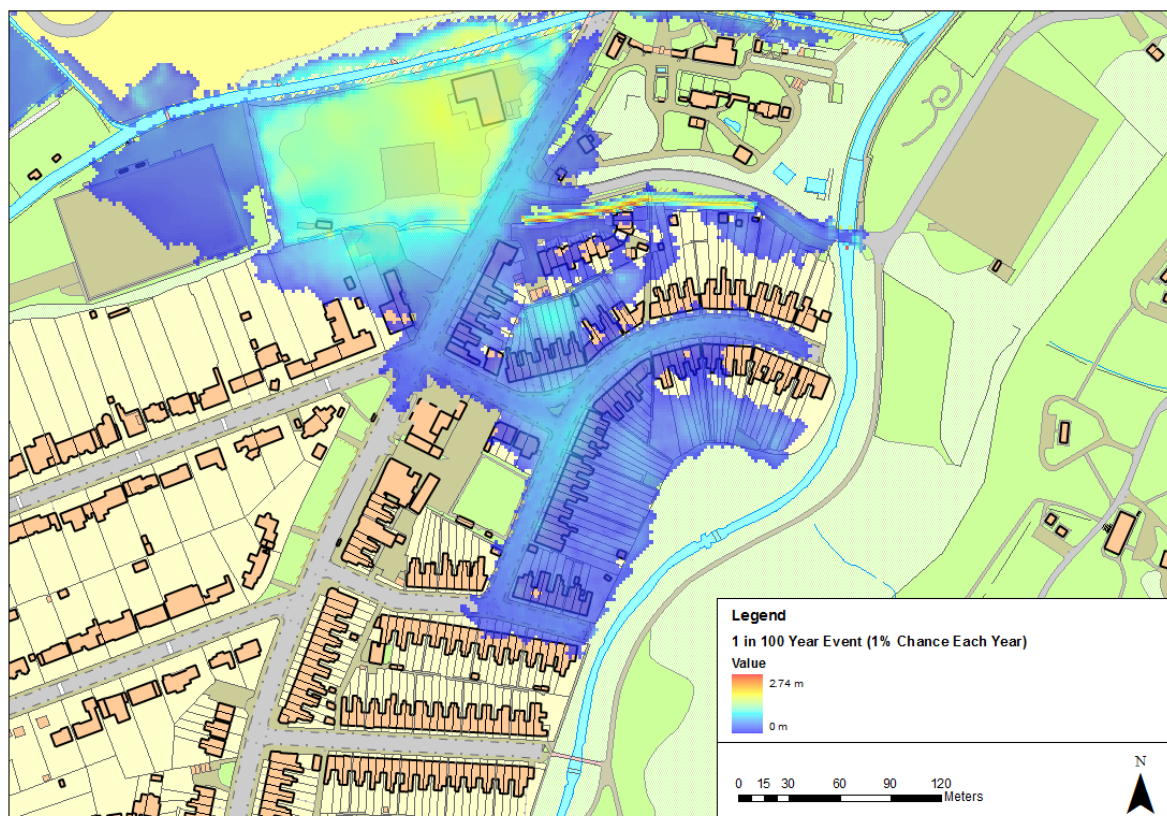 Legend
1 in 100 Year Event (1% Chance Each Year)
Value
2.74 m
0 m
N
0 15 30 60 90 120
Meters